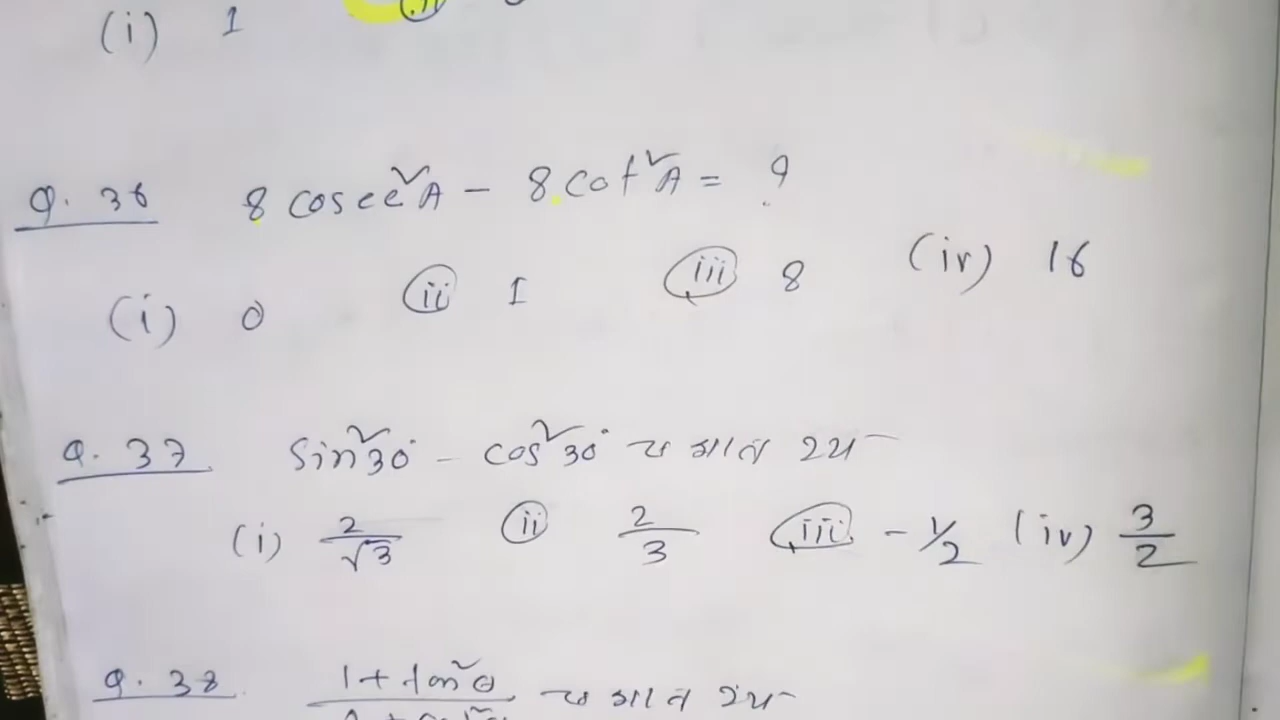 (i) 1
Q. 36 8 cosec²A - 8 cot²A = ?
(i) 0 (ii) 1 (iii) 8 (iv) 16
Q. 37 sin²30° - cos²30°
(i) 2/√3 (ii) 2/3 (iii) -1/2 (iv) 3/2
Q. 38 1+tan²θ